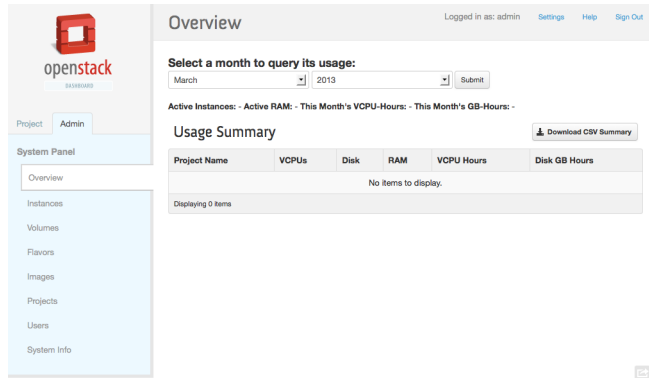 openstack
DASHBOARD
Project Admin
System Panel
Overview
Instances
Volumes
Flavors
Images
Projects
Users
System Info
Overview
Logged in as: admin Settings Help Sign Out
Select a month to query its usage:
March 2013 Submit
Active Instances: - Active RAM: - This Month's VCPU-Hours: - This Month's GB-Hours: -
Usage Summary
Download CSV Summary
Project Name VCPUs Disk RAM VCPU Hours Disk GB Hours
No items to display.
Displaying 0 items